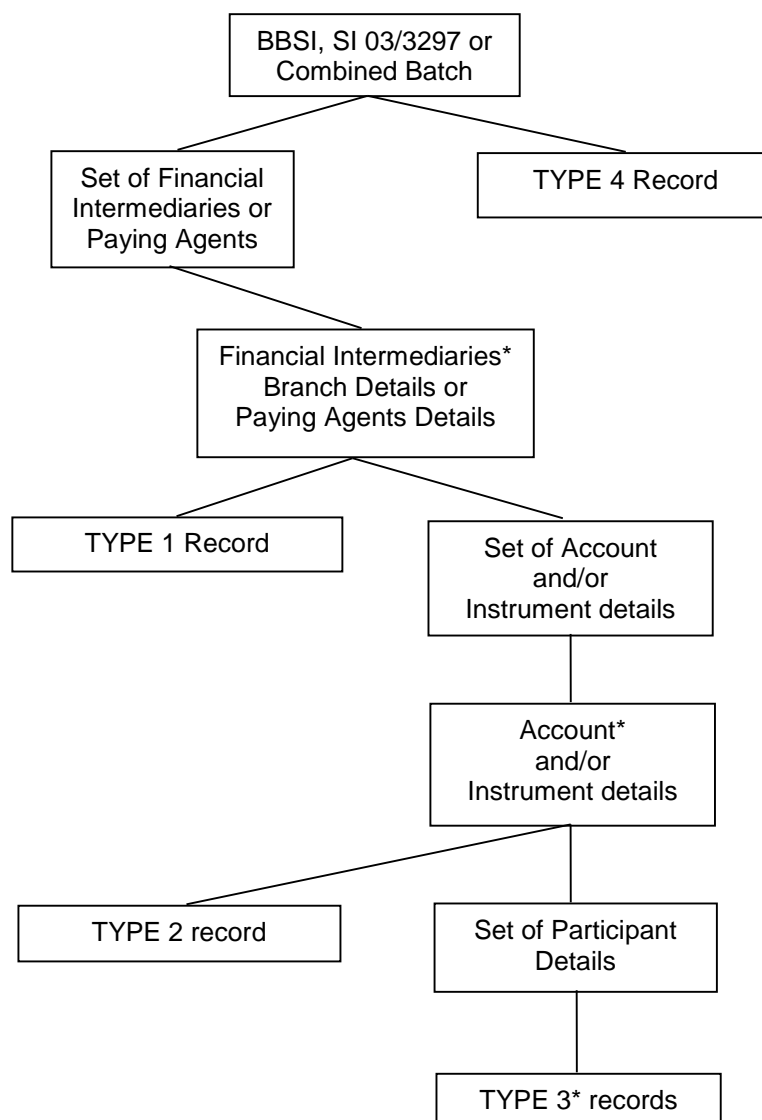 BBSI, SI 03/3297 or
Combined Batch
Set of Financial
Intermediaries or
Paying Agents
TYPE 4 Record
Financial Intermediaries*
Branch Details or
Paying Agents Details
TYPE 1 Record
Set of Account
and/or
Instrument details
Account*
and/or
Instrument details
TYPE 2 record
Set of Participant
Details
TYPE 3* records